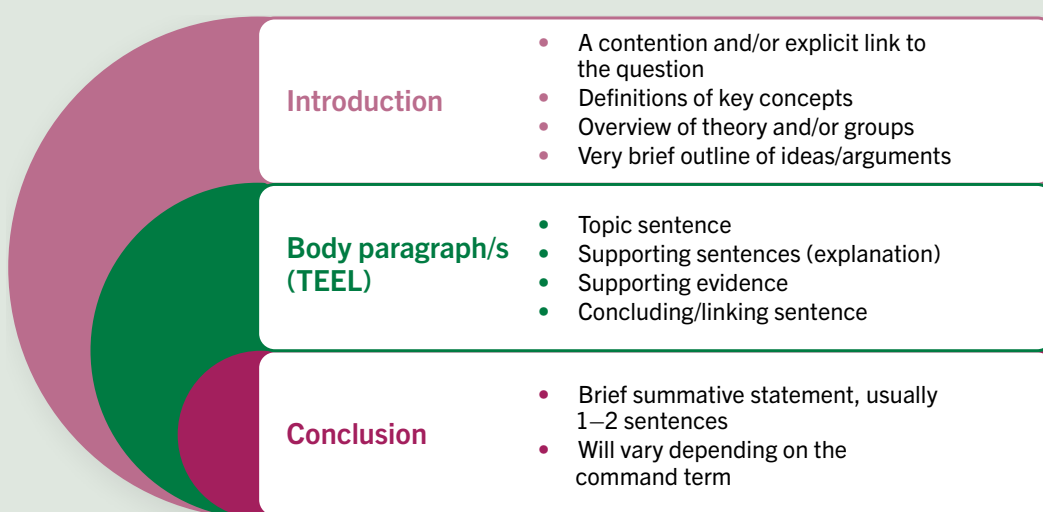 Introduction
• A contention and/or explicit link to
the question
• Definitions of key concepts
• Overview of theory and/or groups
• Very brief outline of ideas/arguments
Body paragraph/s
(TEEL)
• Topic sentence
• Supporting sentences (explanation)
• Supporting evidence
• Concluding/linking sentence
Conclusion
• Brief summative statement, usually
1–2 sentences
• Will vary depending on the
command term